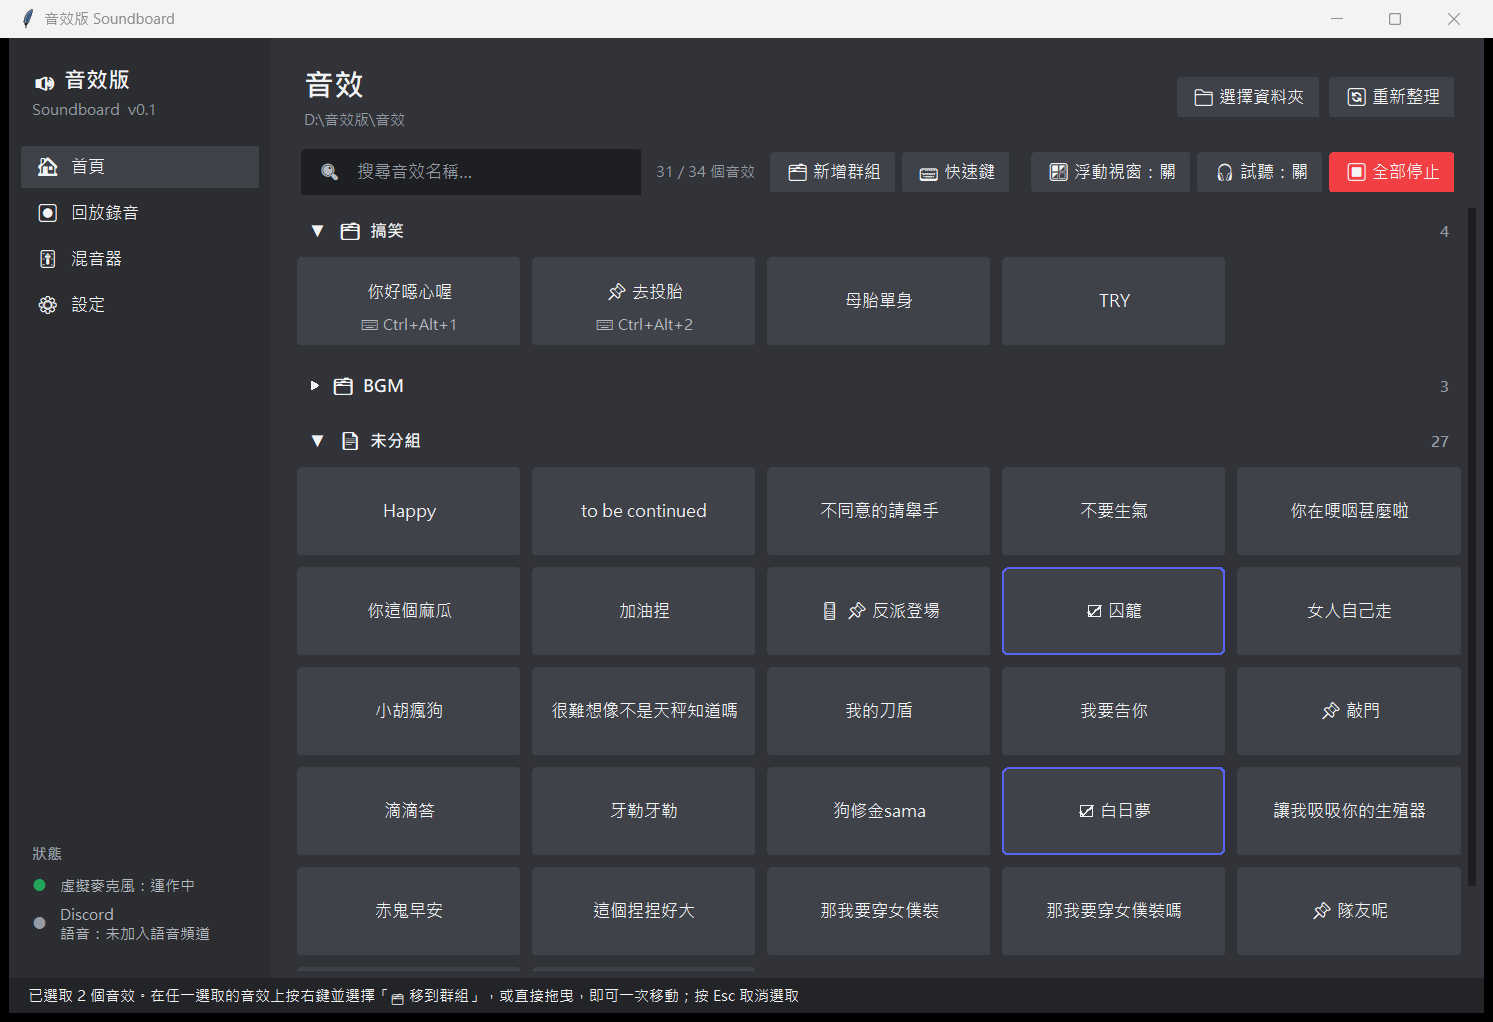 音效版 Soundboard
音效版
Soundboard v0.1
首頁
回放錄音
混音器
設定
狀態
虛擬麥克風：運作中
Discord
語音：未加入語音頻道
音效
D:\音效版\音效
選擇資料夾
重新整理
搜尋音效名稱...
31 / 34 個音效
新增群組
快速鍵
浮動視窗：關
試聽：關
全部停止
搞笑
4
你好噁心喔
Ctrl+Alt+1
去投胎
Ctrl+Alt+2
母胎單身
TRY
BGM
3
未分組
27
Happy
to be continued
不同意的請舉手
不要生氣
你在哽咽甚麼啦
你這個麻瓜
加油捏
反派登場
囚籠
女人自己走
小胡瘋狗
很難想像不是天秤知道嗎
我的刀盾
我要告你
敲門
滴滴答
牙勒牙勒
狗修金sama
白日夢
讓我吸吸你的生殖器
赤鬼早安
這個捏捏好大
那我要穿女僕裝
那我要穿女僕裝嗎
隊友呢
已選取 2 個音效。在任一選取的音效上按右鍵並選擇「移到群組」，或直接拖曳，即可一次移動；按 Esc 取消選取